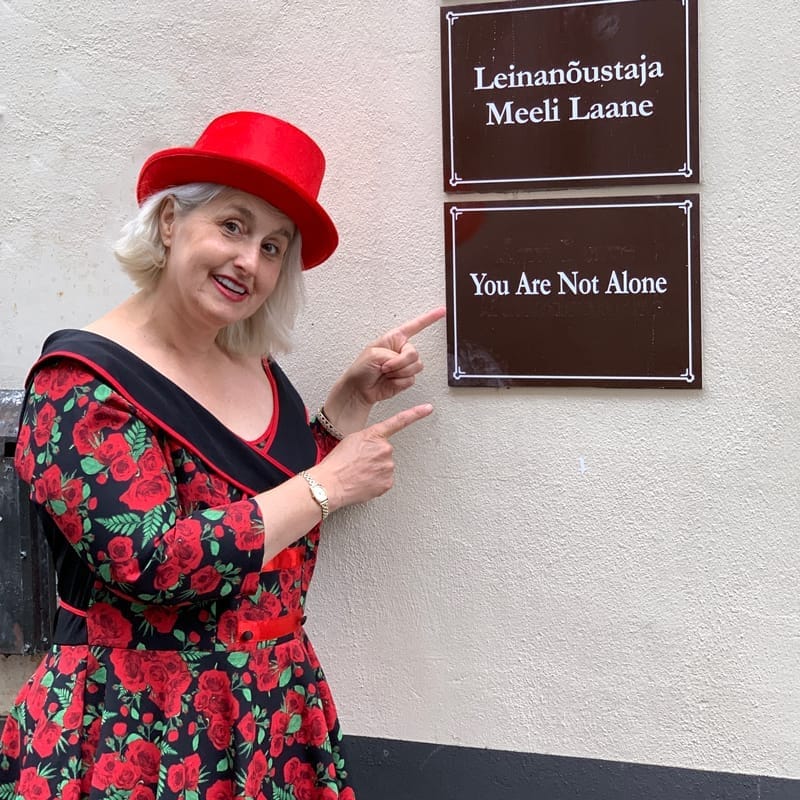 Leinanõustaja
Meeli Laane
You Are Not Alone